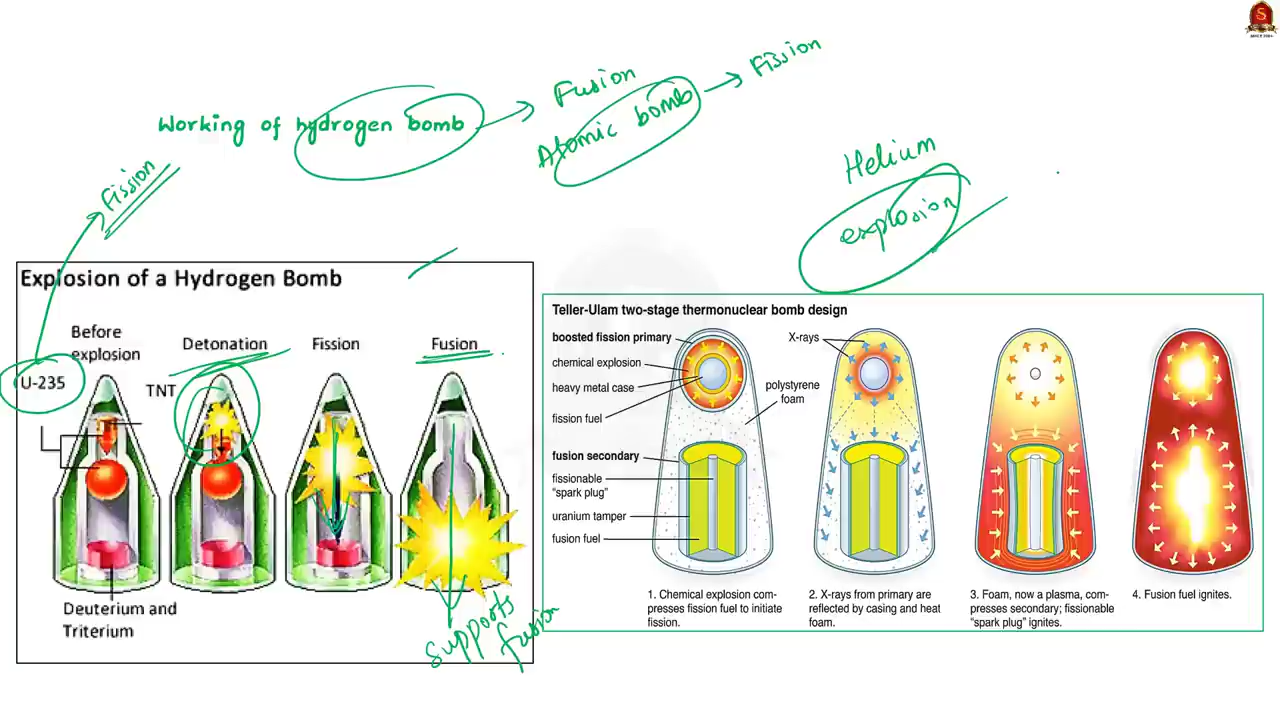 SINCE 2004
Fusion
Fission
Working of hydrogen bomb
Atomic bomb
Fission
Helium
explosion
Explosion of a Hydrogen Bomb
Before
explosion
Detonation
Fission
Fusion
U-235
TNT
Deuterium and
Triterium
supports
fusion
Teller-Ulam two-stage thermonuclear bomb design
boosted fission primary
chemical explosion
heavy metal case
fission fuel
X-rays
polystyrene
foam
fusion secondary
fissionable
"spark plug"
uranium tamper
fusion fuel
1. Chemical explosion com-
presses fission fuel to initiate
fission.
2. X-rays from primary are
reflected by casing and heat
foam.
3. Foam, now a plasma, com-
presses secondary; fissionable
"spark plug" ignites.
4. Fusion fuel ignites.